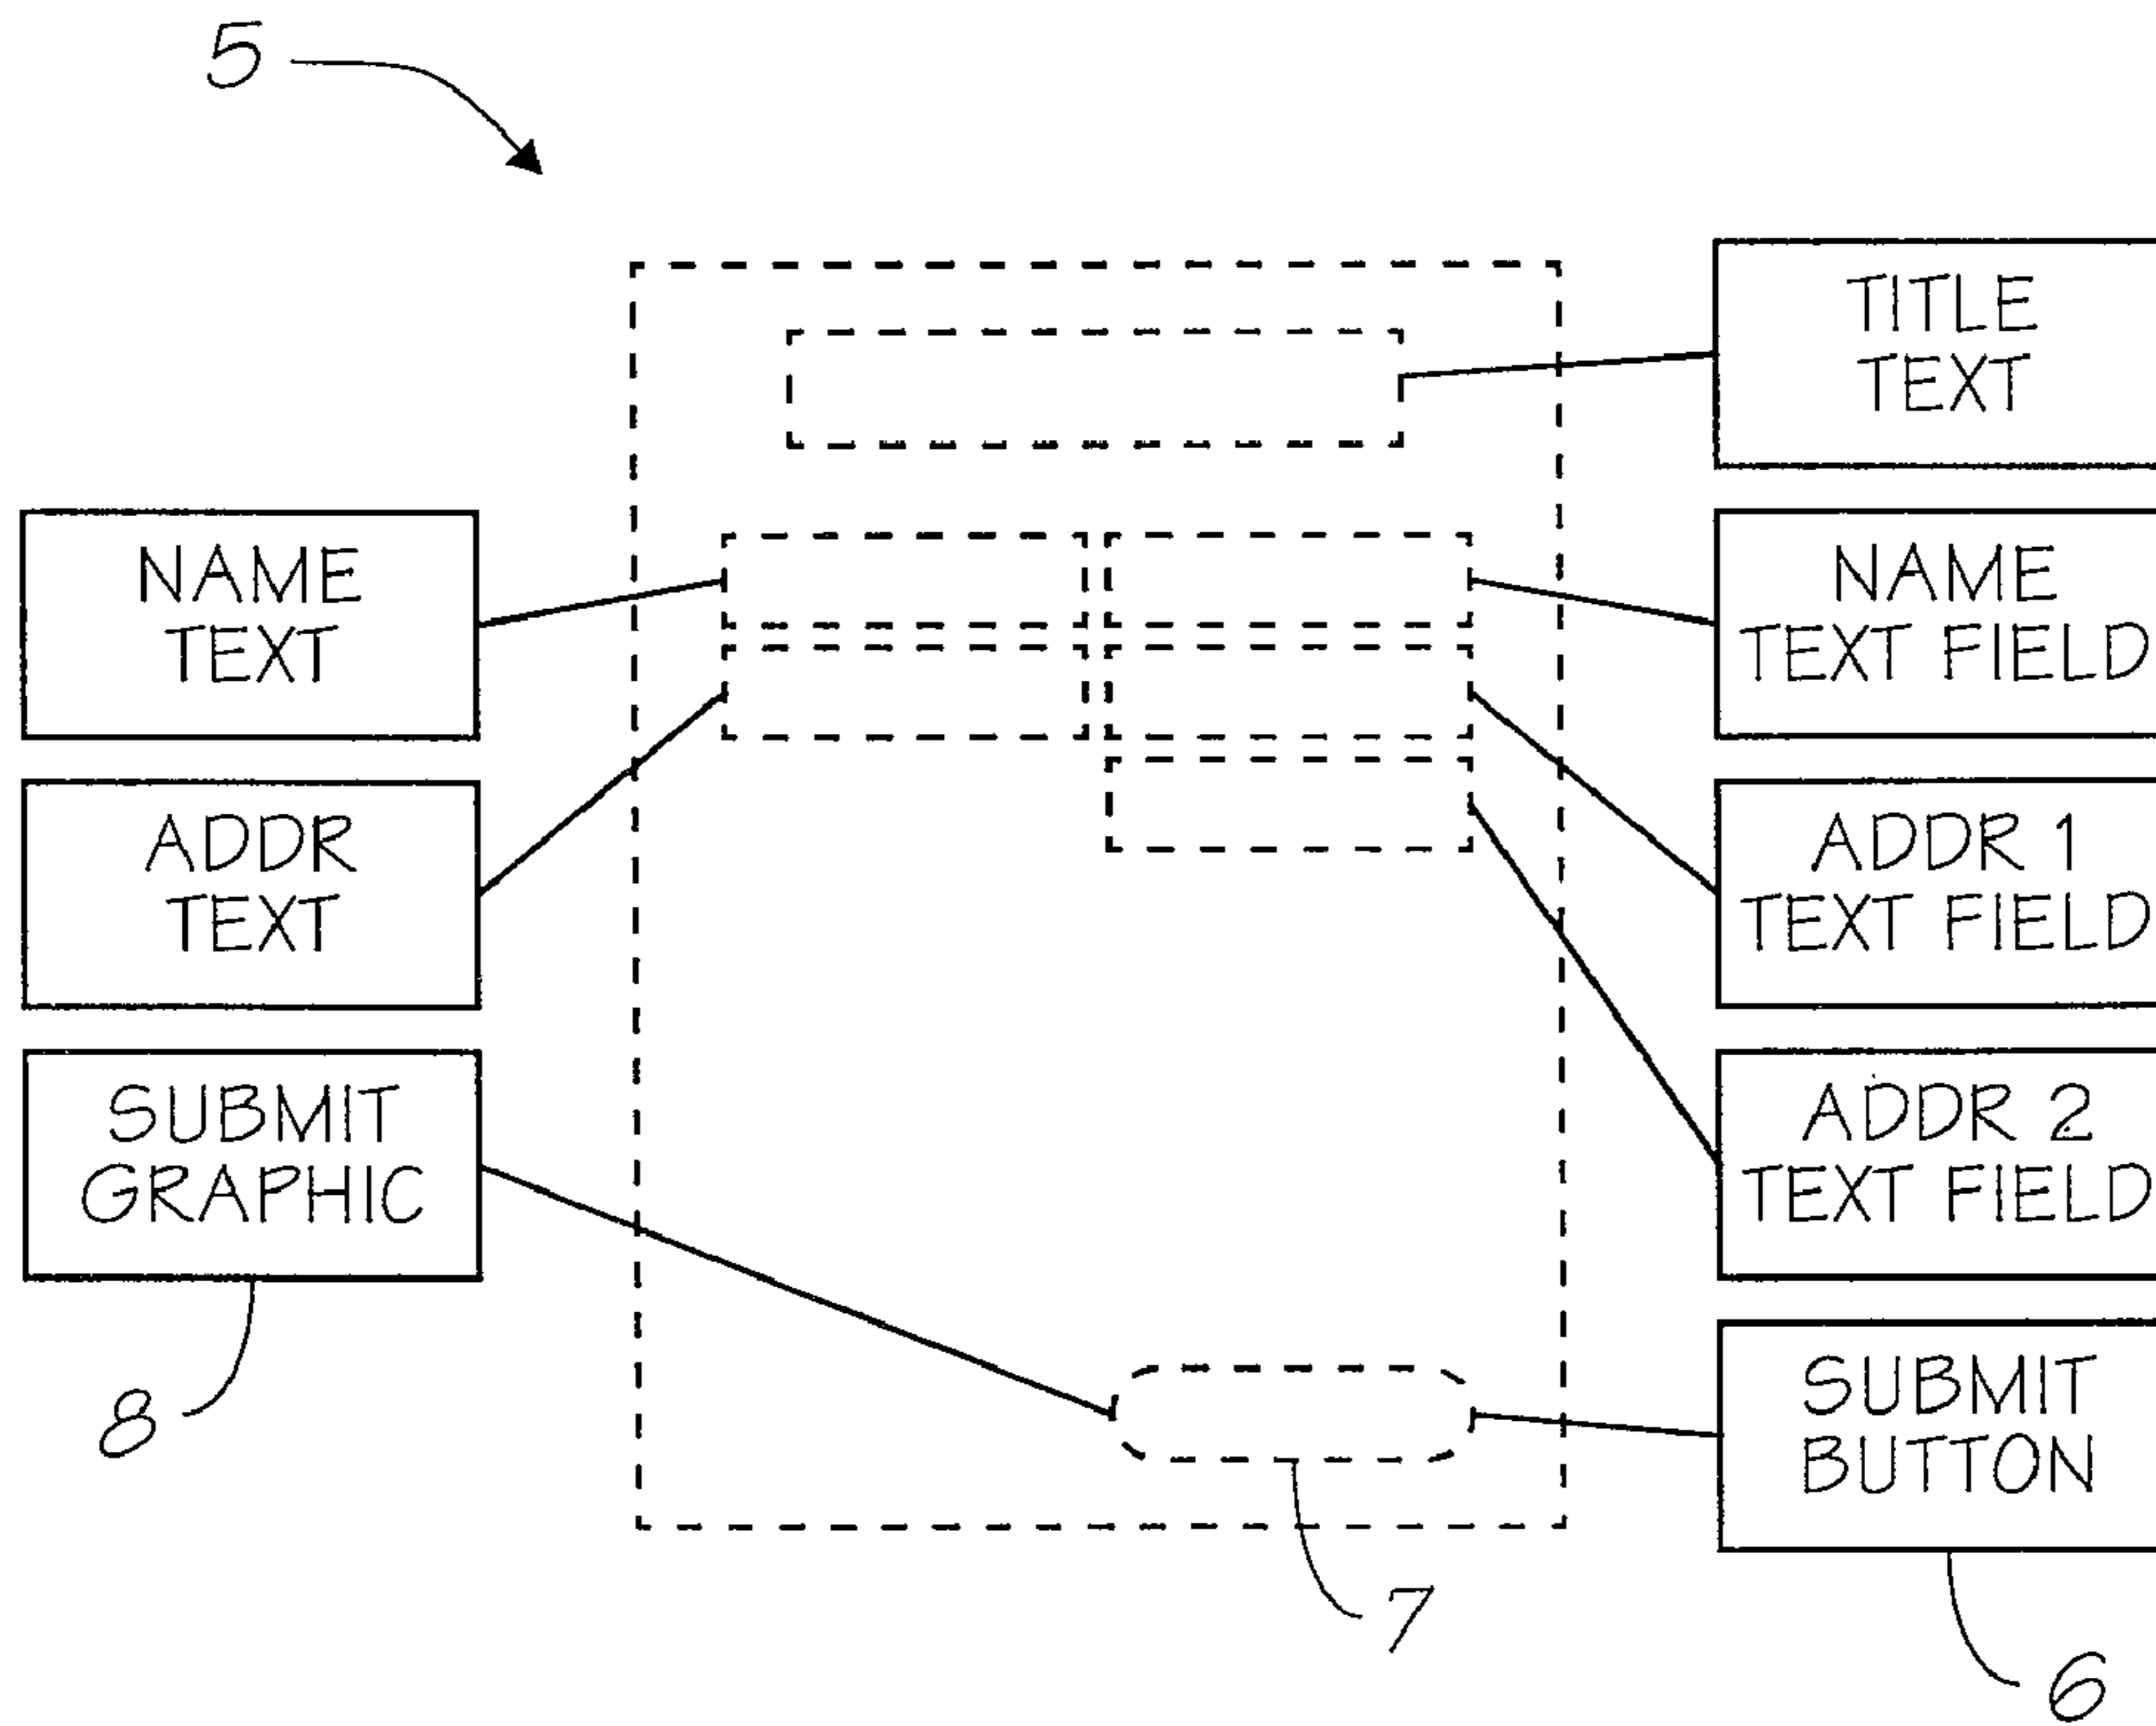 5
TITLE
TEXT
NAME
TEXT
NAME
TEXT FIELD
ADDR
TEXT
ADDR 1
TEXT FIELD
SUBMIT
GRAPHIC
ADDR 2
TEXT FIELD
8
SUBMIT
BUTTON
7
6